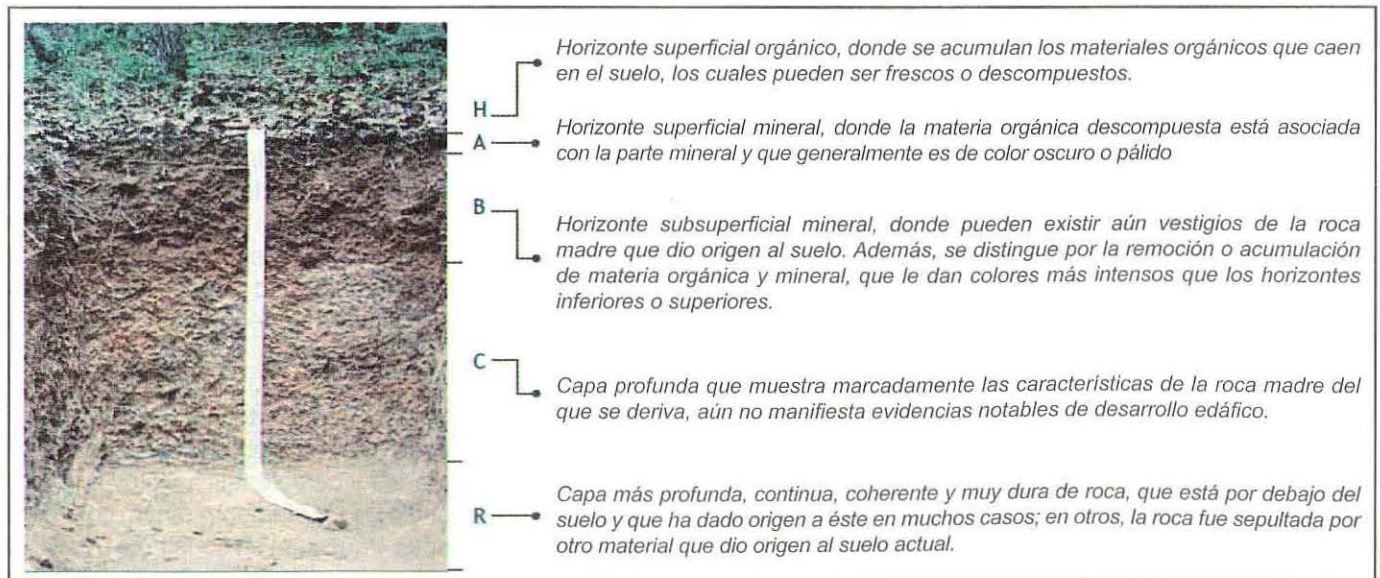 Horizonte superficial orgánico, donde se acumulan los materiales orgánicos que caen
en el suelo, los cuales pueden ser frescos o descompuestos.
H
Horizonte superficial mineral, donde la materia orgánica descompuesta está asociada
con la parte mineral y que generalmente es de color oscuro o pálido
A
B
Horizonte subsuperficial mineral, donde pueden existir aún vestigios de la roca
madre que dio origen al suelo. Además, se distingue por la remoción o acumulación
de materia orgánica y mineral, que le dan colores más intensos que los horizontes
inferiores o superiores.
C
Capa profunda que muestra marcadamente las características de la roca madre del
que se deriva, aún no manifiesta evidencias notables de desarrollo edáfico.
Capa más profunda, continua, coherente y muy dura de roca, que está por debajo del
R
suelo y que ha dado origen a éste en muchos casos; en otros, la roca fue sepultada por
otro material que dio origen al suelo actual.